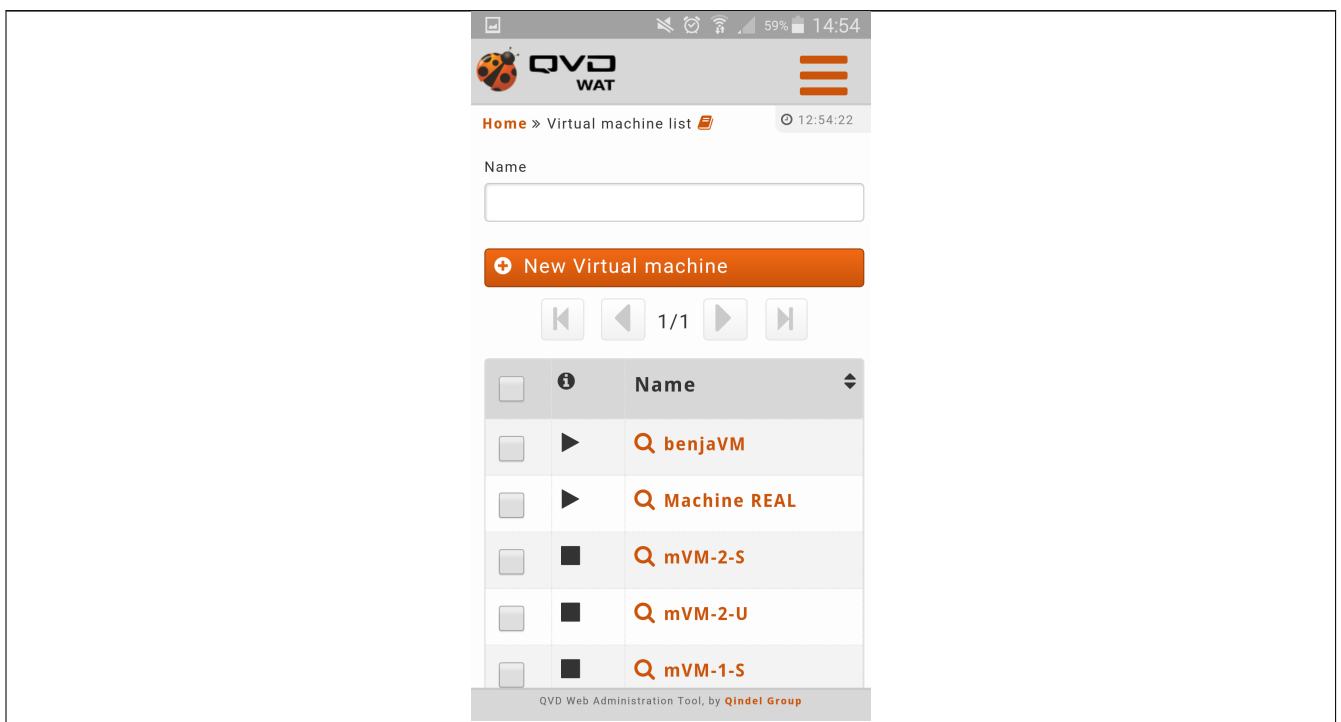 59% 14:54
QVD
WAT
Home » Virtual machine list 12:54:22
Name
New Virtual machine
1/1
Name
benjaVM
Machine REAL
mVM-2-S
mVM-2-U
mVM-1-S
QVD Web Administration Tool, by Qindel Group